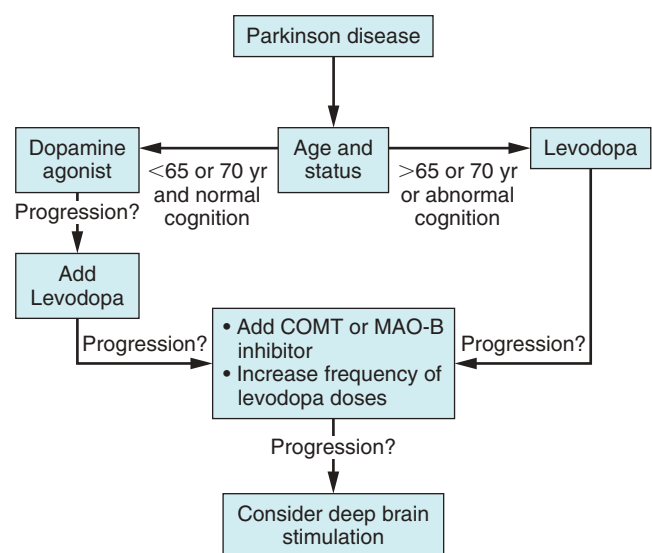 Parkinson disease
Dopamine
agonist
<65 or 70 yr
and normal
cognition
Age and
status
>65 or 70 yr
or abnormal
cognition
Levodopa
Progression?
Add
Levodopa
Progression?
• Add COMT or MAO-B
inhibitor
• Increase frequency of
levodopa doses
Progression?
Progression?
Consider deep brain
stimulation